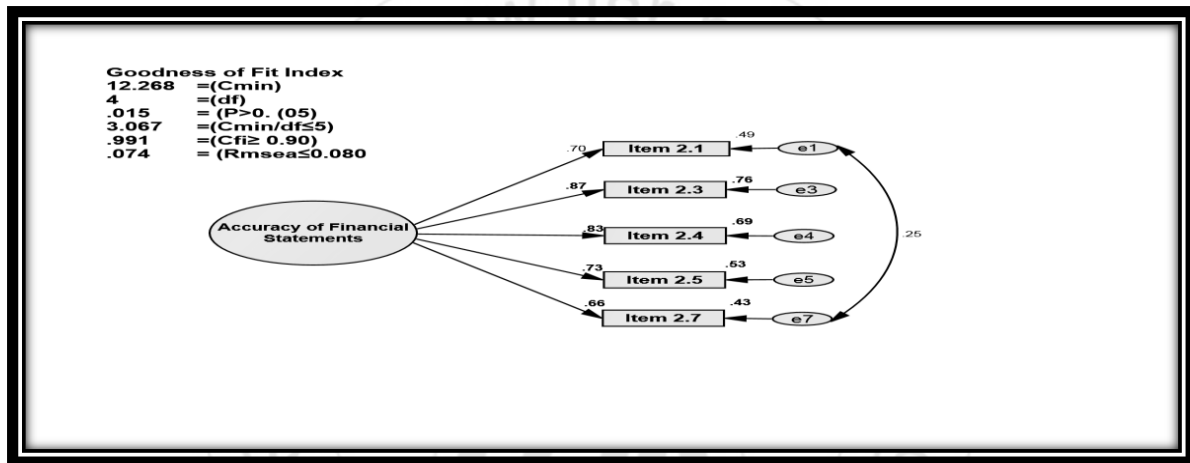 Goodness of Fit Index
12.268 =(Cmin)
4 =(df)
.015 = (P>0. (05)
3.067 =(Cmin/df≤5)
.991 =(Cfi≥ 0.90)
.074 = (Rmsea≤0.080
Accuracy of Financial
Statements
.70
Item 2.1
.49
e1
.87
Item 2.3
.76
e3
.83
Item 2.4
.69
e4
.25
.73
Item 2.5
.53
e5
.66
Item 2.7
.43
e7